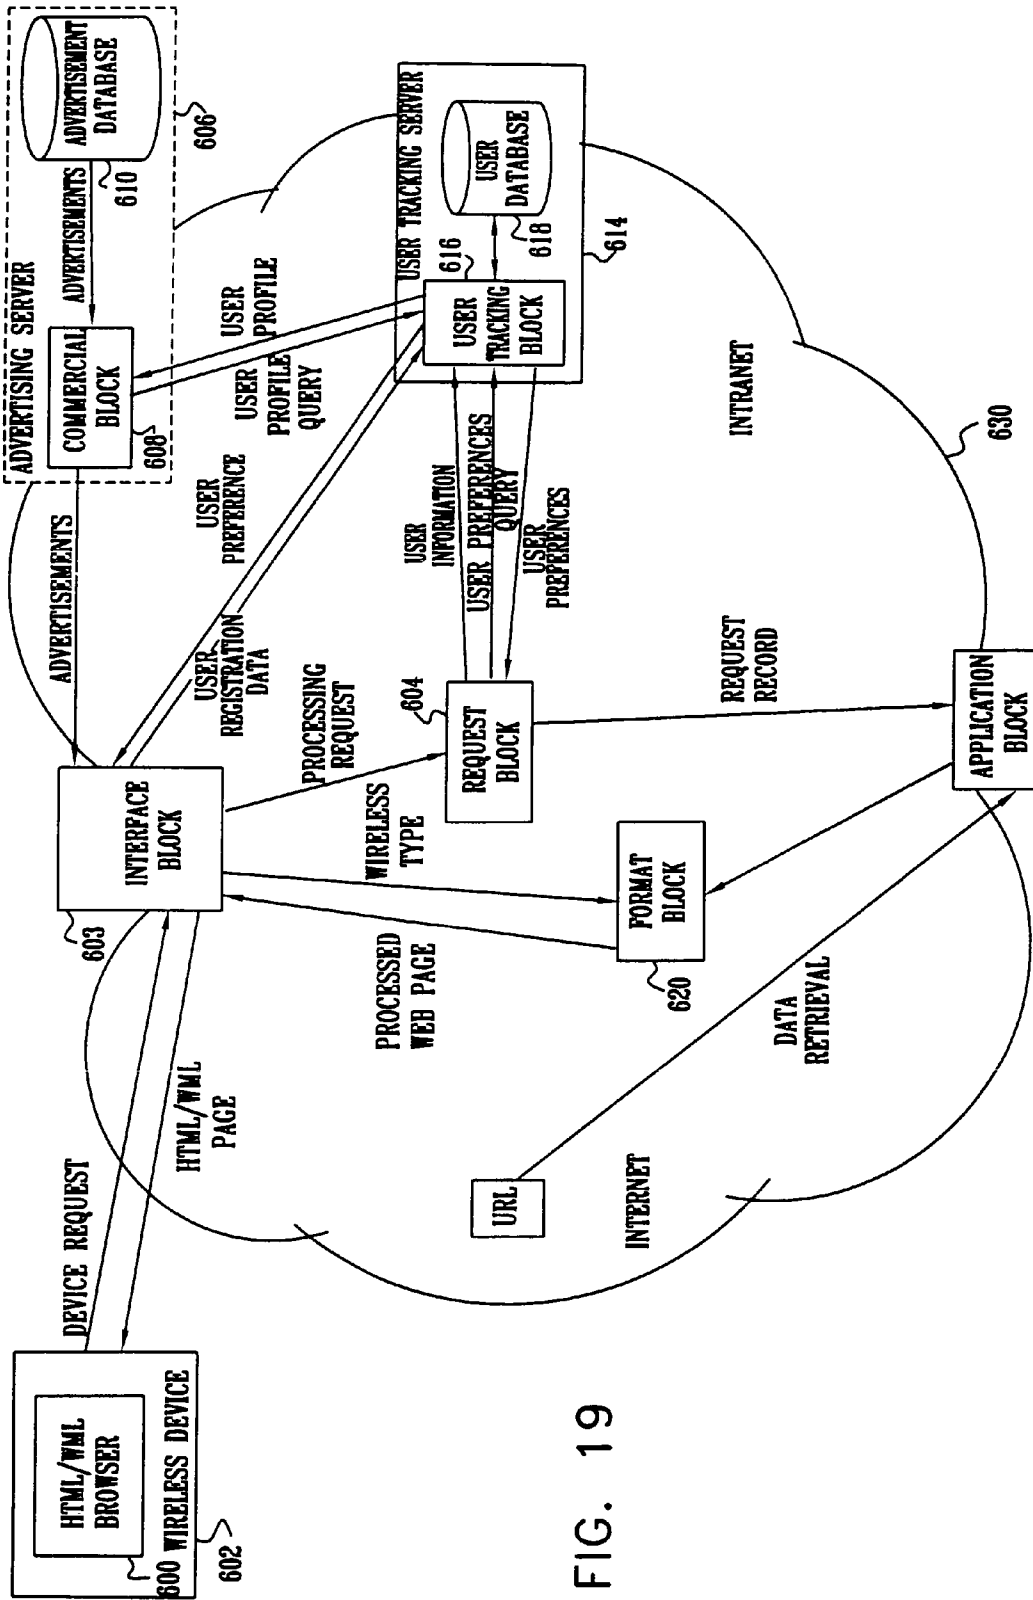 DEVICE REQUEST
HTML/WML
BROWSER
600
WIRELESS DEVICE
602
HTML/WML
PAGE
603
INTERFACE
BLOCK
ADVERTISEMENTS
ADVERTISING SERVER
COMMERCIAL
BLOCK
608
ADVERTISEMENTS
ADVERTISEMENT
DATABASE
610
606
USER
PREFERENCE
USER
REGISTRATION
DATA
USER
PROFILE
USER
PROFILE
QUERY
USER TRACKING SERVER
616
USER
TRACKING
BLOCK
USER
DATABASE
618
614
PROCESSING
REQUEST
WIRELESS
TYPE
PROCESSED
WEB PAGE
604
REQUEST
BLOCK
USER
INFORMATION
USER PREFERENCES
QUERY
USER
PREFERENCES
FORMAT
BLOCK
620
REQUEST
RECORD
INTRANET
630
URL
INTERNET
DATA
RETRIEVAL
APPLICATION
BLOCK
FIG. 19